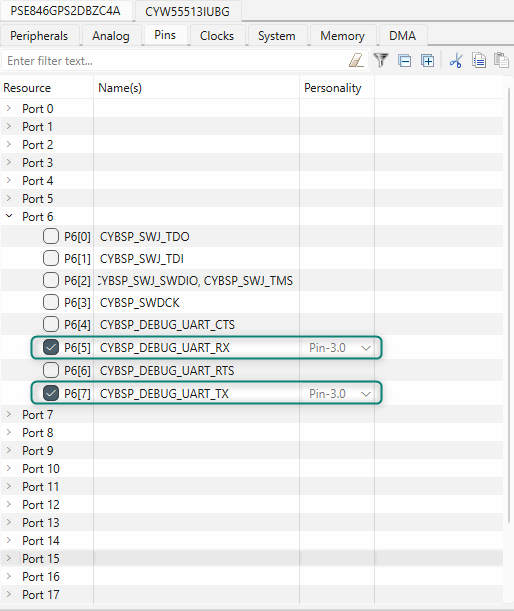 PSE846GPS2DBZC4A CYW55513IUBG
Peripherals Analog Pins Clocks System Memory DMA
Enter filter text...
Resource Name(s) Personality
Port 0
Port 1
Port 2
Port 3
Port 4
Port 5
Port 6
P6[0] CYBSP_SWJ_TDO
P6[1] CYBSP_SWJ_TDI
P6[2] CYBSP_SWJ_SWDIO, CYBSP_SWJ_TMS
P6[3] CYBSP_SWDCK
P6[4] CYBSP_DEBUG_UART_CTS
P6[5] CYBSP_DEBUG_UART_RX Pin-3.0
P6[6] CYBSP_DEBUG_UART_RTS
P6[7] CYBSP_DEBUG_UART_TX Pin-3.0
Port 7
Port 8
Port 9
Port 10
Port 11
Port 12
Port 13
Port 14
Port 15
Port 16
Port 17